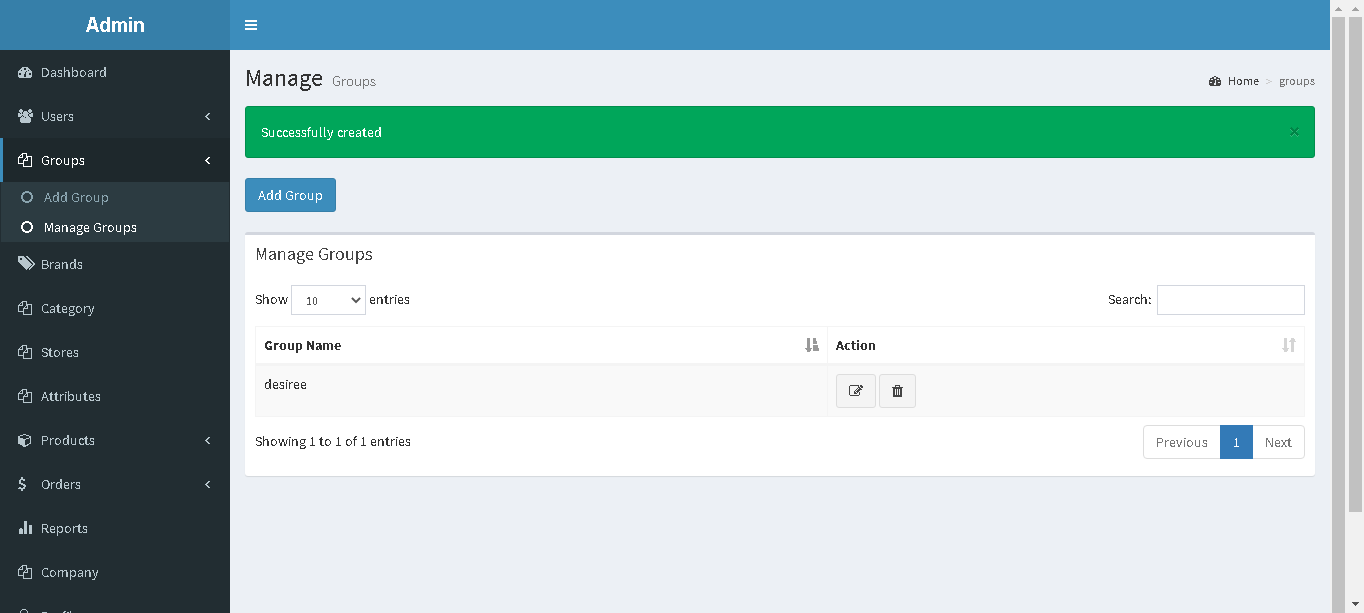 Admin
Dashboard
Users
Groups
Add Group
Manage Groups
Brands
Category
Stores
Attributes
Products
Orders
Reports
Company
Manage Groups
Home > groups
Successfully created ×
Add Group
Manage Groups
Show 10 entries
Search:
Group Name Action
desiree
Showing 1 to 1 of 1 entries
Previous 1 Next